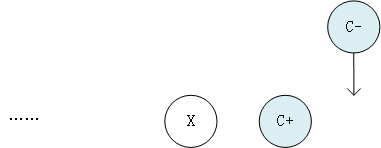 C-
...... X C+